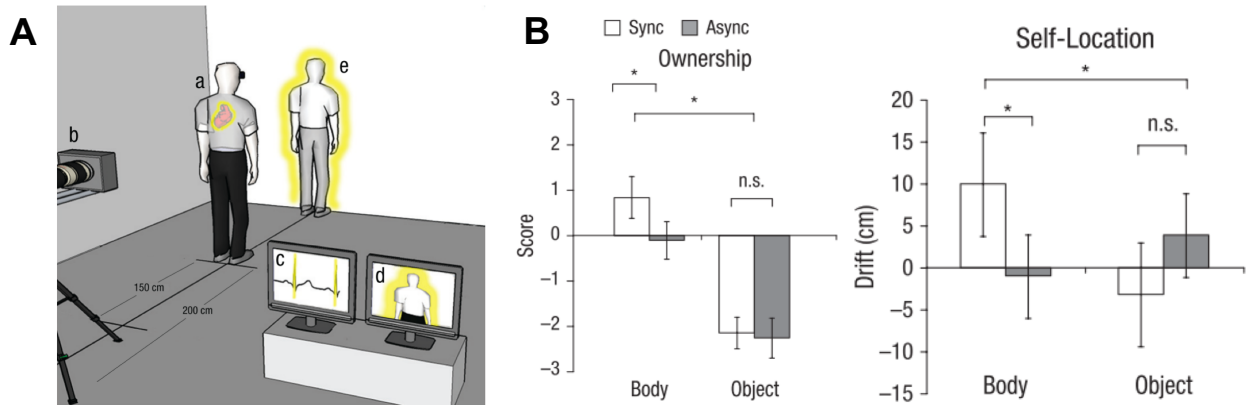 A
a
e
b
c
d
150 cm
200 cm
B
Sync Async
Ownership
*
*
n.s.
3
2
1
0
−1
−2
−3
Score
Body Object
Self-Location
*
*
n.s.
20
15
10
5
0
−5
−10
−15
Drift (cm)
Body Object